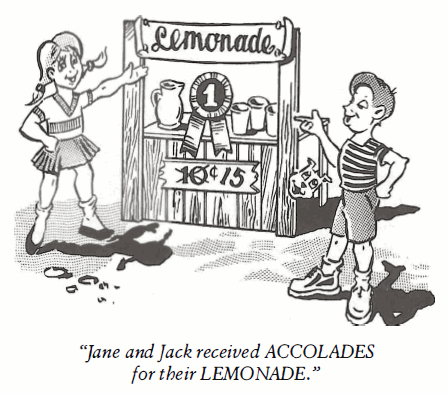 Lemonade
1
10¢ 15
“Jane and Jack received ACCOLADES
for their LEMONADE.”